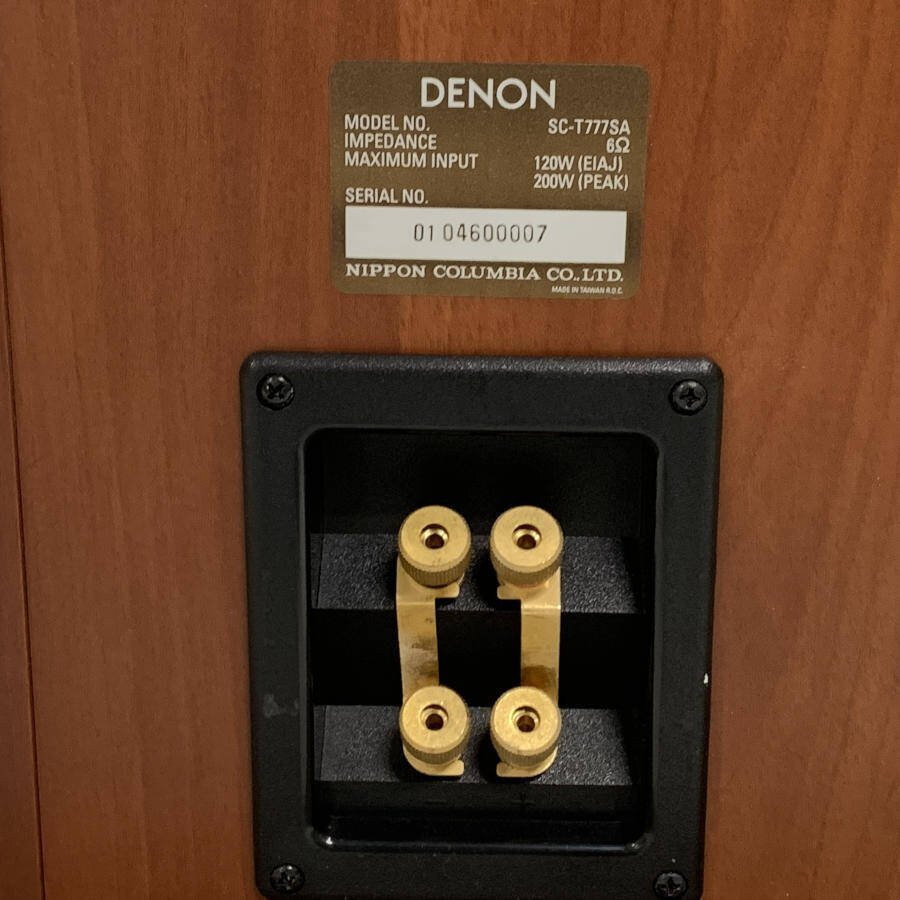 DENON
MODEL NO. SC-T777SA
IMPEDANCE 6Ω
MAXIMUM INPUT 120W (EIAJ)
200W (PEAK)
SERIAL NO.
01 04600007
NIPPON COLUMBIA CO.,LTD.
MADE IN TAIWAN R.O.C.
− +